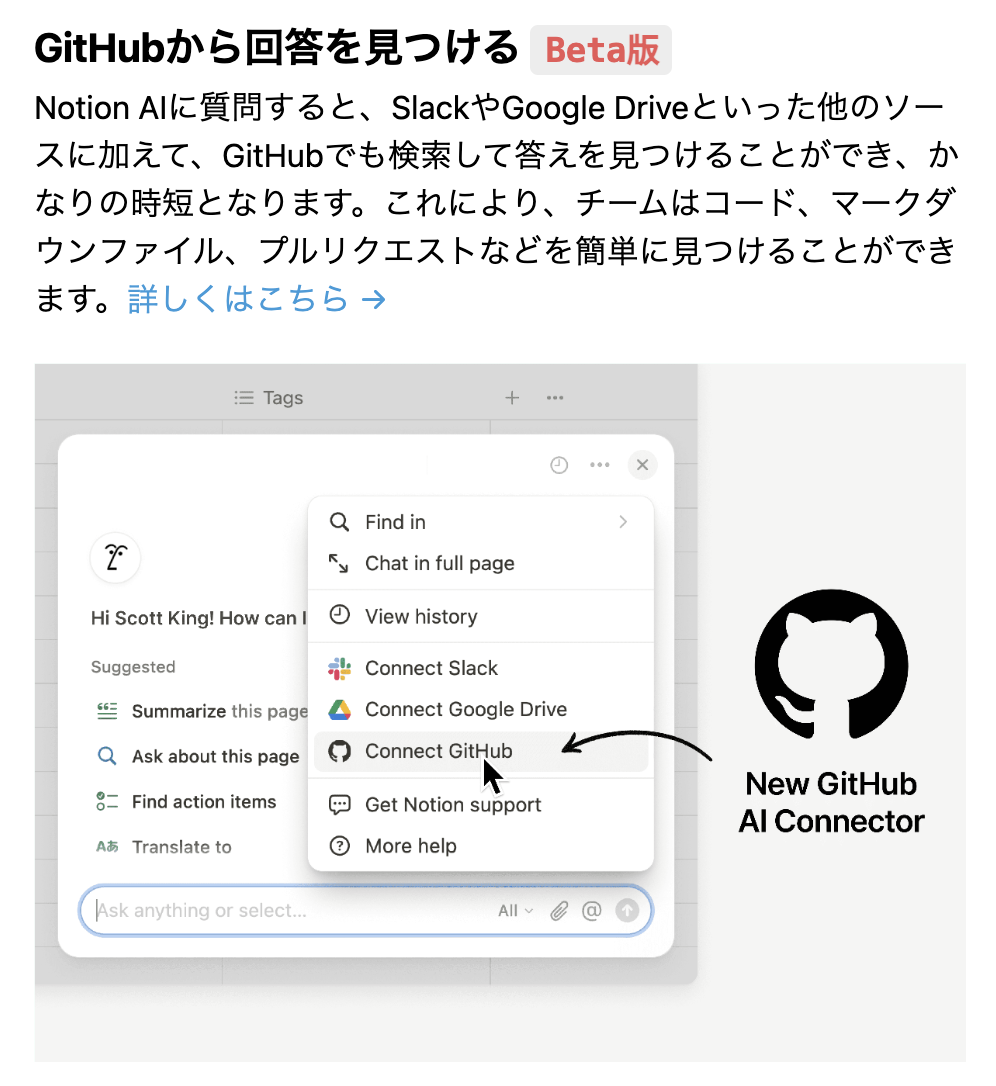 GitHubから回答を見つける Beta版
Notion AIに質問すると、SlackやGoogle Driveといった他のソー
スに加えて、GitHubでも検索して答えを見つけることができ、か
なりの時短となります。これにより、チームはコード、マークダ
ウンファイル、プルリクエストなどを簡単に見つけることができ
ます。詳しくはこちら →
Tags
Find in
Chat in full page
Hi Scott King! How can I
View history
Suggested
Connect Slack
Summarize this page
Connect Google Drive
Ask about this page
Connect GitHub
Find action items
Get Notion support
Translate to
More help
Ask anything or select...
All
New GitHub
AI Connector